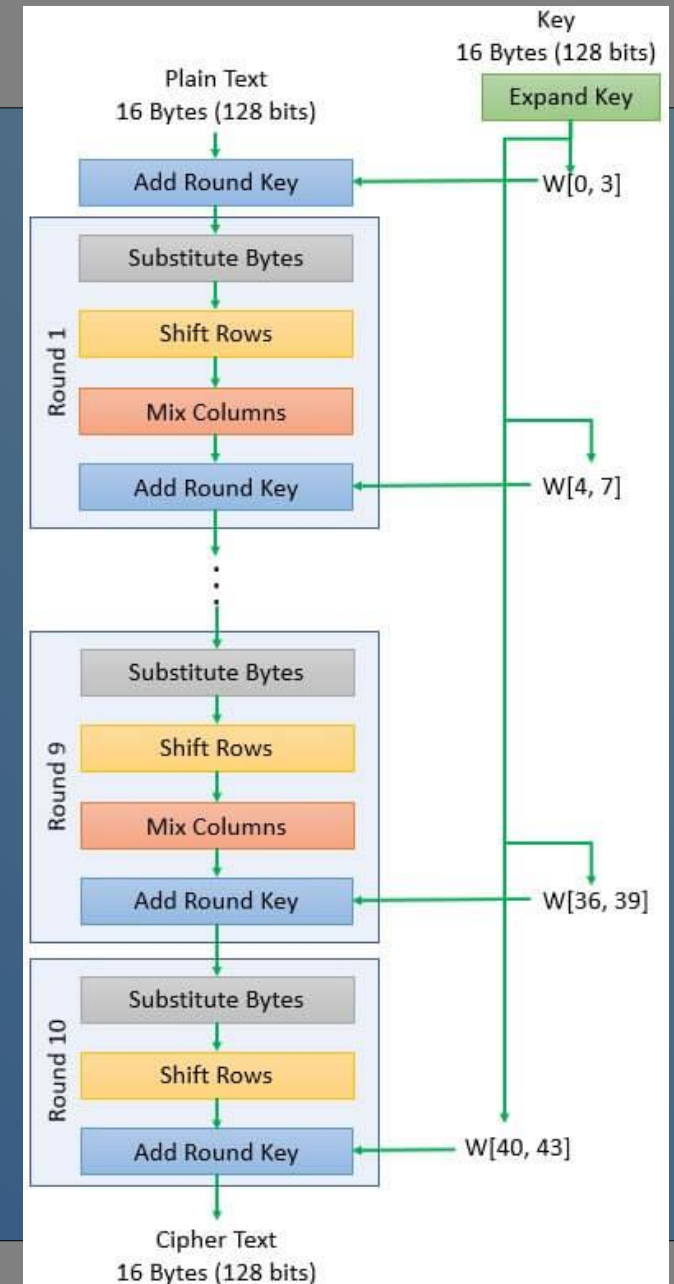 Key
16 Bytes (128 bits)
Expand Key
Plain Text
16 Bytes (128 bits)
Add Round Key
W[0, 3]
Round 1
Substitute Bytes
Shift Rows
Mix Columns
Add Round Key
W[4, 7]
Round 9
Substitute Bytes
Shift Rows
Mix Columns
Add Round Key
W[36, 39]
Round 10
Substitute Bytes
Shift Rows
Add Round Key
W[40, 43]
Cipher Text
16 Bytes (128 bits)